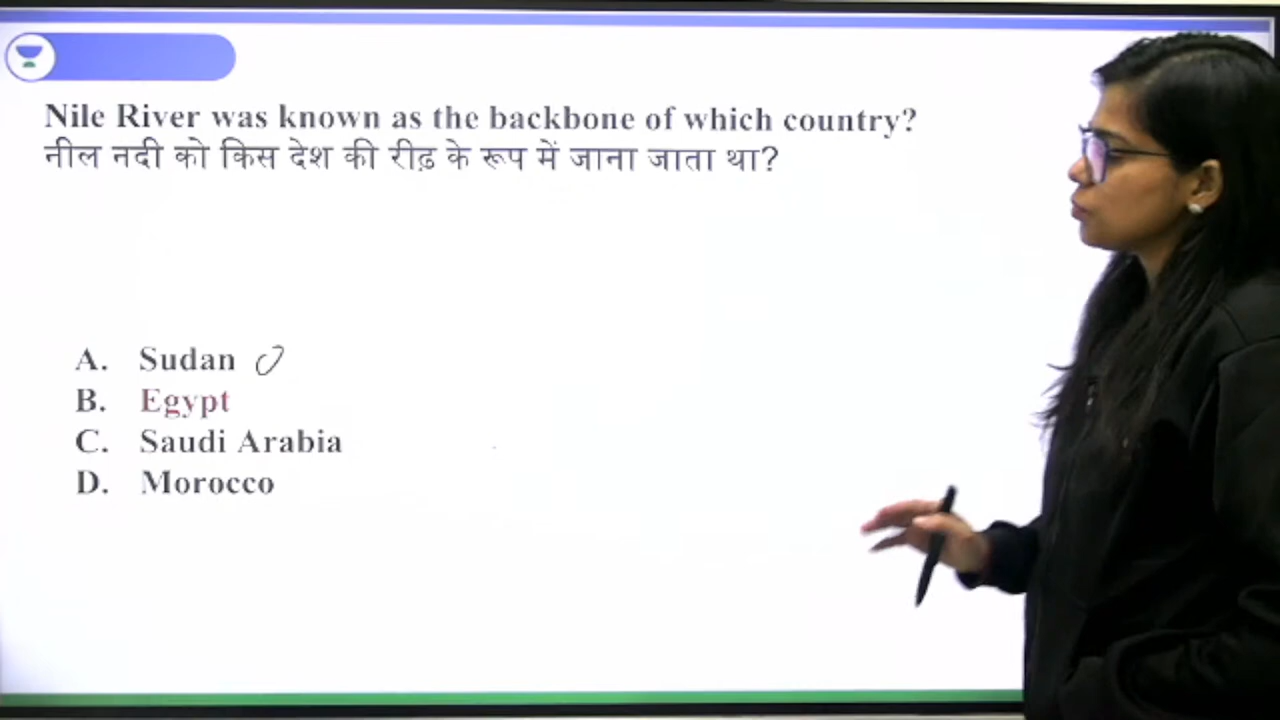 Nile River was known as the backbone of which country?
नील नदी को किस देश की रीढ़ के रूप में जाना जाता था?
A. Sudan
B. Egypt
C. Saudi Arabia
D. Morocco